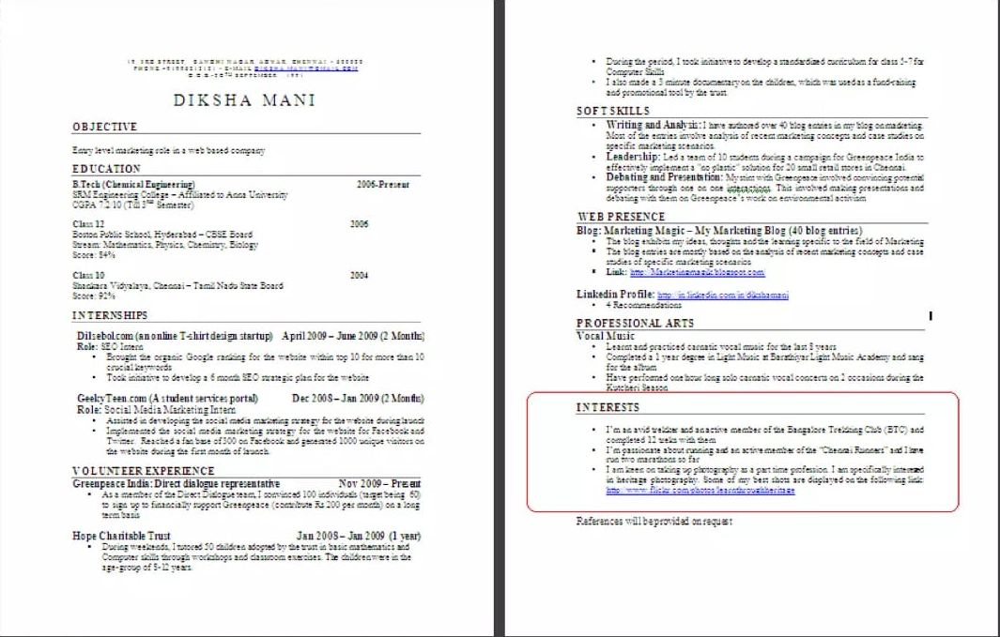 DIKSHA MANI
OBJECTIVE
Entry level marketing role in a web based company
EDUCATION
B.Tech (Chemical Engineering) 2006-Present
SRM Engineering College – Affiliated to Anna University
CGPA 7.2/10 (Till 3rd Semester)
Class 12 2006
Boston Public School, Hyderabad – CBSE Board
Stream: Mathematics, Physics, Chemistry, Biology
Score: 84%
Class 10 2004
Shankara Vidyalaya, Chennai – Tamil Nadu State Board
Score: 92%
INTERNSHIPS
Dilsebol.com (an online T-shirt design startup) April 2009 – June 2009 (2 Months)
Role: SEO Intern
• Brought the organic Google ranking for the website within top 10 for more than 10
crucial keywords
• Took initiative to develop a 6 month SEO strategic plan for the website
GeekyTeen.com (A student services portal) Dec 2008 – Jan 2009 (2 Months)
Role: Social Media Marketing Intern
• Assisted in developing the social media marketing strategy for the website during launch
• Implemented the social media marketing strategy for the website for Facebook and
Twitter. Reached a fan base of 300 on Facebook and generated 1000 unique visitors on
the website during the first month of launch.
VOLUNTEER EXPERIENCE
Greenpeace India: Direct dialogue representative Nov 2009 – Present
• As a member of the Direct Dialogue team, I convinced 100 individuals (target being 60)
to sign up to financially support Greenpeace (contribute Rs 200 per month) on a long
term basis
Hope Charitable Trust Jan 2008 – Jan 2009 (1 year)
• During weekends, I tutored 50 children adopted by the trust in basic mathematics and
Computer skills through workshops and classroom exercises. The children were in the
age-group of 8-12 years.
• During the period, I took initiative to develop a standardized curriculum for class 5-7 for
Computer Skills
• I also made a 3 minute documentary on the children, which was used as a fund-raising
and promotional tool by the trust
SOFT SKILLS
• Writing and Analysis: I have authored over 40 blog entries in my blog on marketing.
Most of the entries involve analysis of recent marketing concepts and case studies on
specific marketing scenarios.
• Leadership: Led a team of 10 students during a campaign for Greenpeace India to
effectively implement a "no plastic" solution for 20 small retail stores in Chennai.
• Debating and Presentation: My stint with Greenpeace involved convincing potential
supporters through one on one interactions. This involved making presentations and
debating with them on Greenpeace's work on environmental activism
WEB PRESENCE
Blog: Marketing Magic – My Marketing Blog (40 blog entries)
• The blog exhibits my ideas, thoughts and the learning specific to the field of Marketing
• The blog entries are mostly based on the analysis of recent marketing concepts and case
studies of specific marketing scenarios
• Link: http://Marketingmagik.blogspot.com/
Linkedin Profile: http://in.linkedin.com/in/dikshamani
• 4 Recommendations
PROFESSIONAL ARTS
Vocal Music
• Learnt and practiced carnatic vocal music for the last 8 years
• Completed a 1 year degree in Light Music at Barathiyar Light Music Academy and sang
for the album
• Have performed one hour long solo carnatic vocal concerts on 2 occasions during the
Kutcheri Season
INTERESTS
• I'm an avid trekker and an active member of the Bangalore Trekking Club (BTC) and
completed 12 treks with them
• I'm passionate about running and an active member of the "Chennai Runners" and I have
run two marathons so far
• I am keen on taking up photography as a part time profession. I am specifically interested
in heritage photography. Some of my best shots are displayed on the following link:
http://www.flickr.com/photos/learnthroughheritage
References will be provided on request